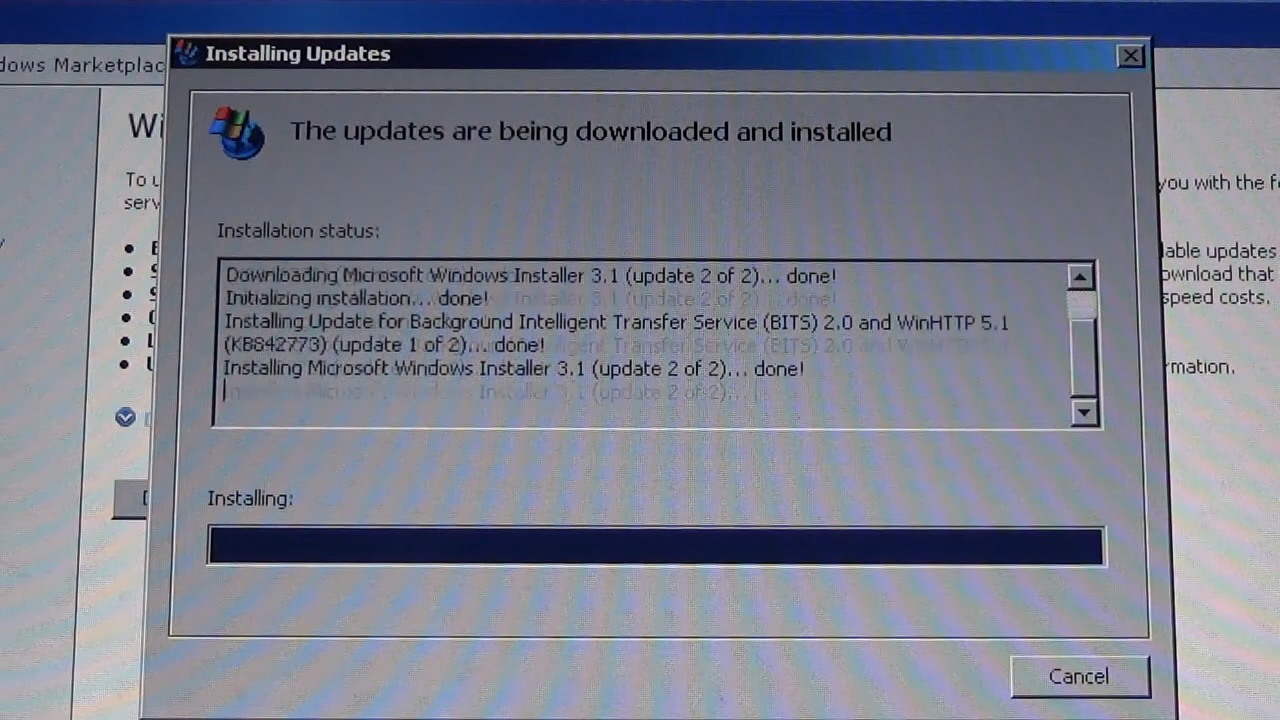 dows Marketplac
Installing Updates
Wi
The updates are being downloaded and installed
To u
serv
you with the f
Installation status:
lable updates
ownload that
speed costs.
Downloading Microsoft Windows Installer 3.1 (update 2 of 2)... done!
Initializing installation... done!
Installing Update for Background Intelligent Transfer Service (BITS) 2.0 and WinHTTP 5.1
(KB842773) (update 1 of 2)... done!
Installing Microsoft Windows Installer 3.1 (update 2 of 2)... done!
rmation.
Installing:
Cancel